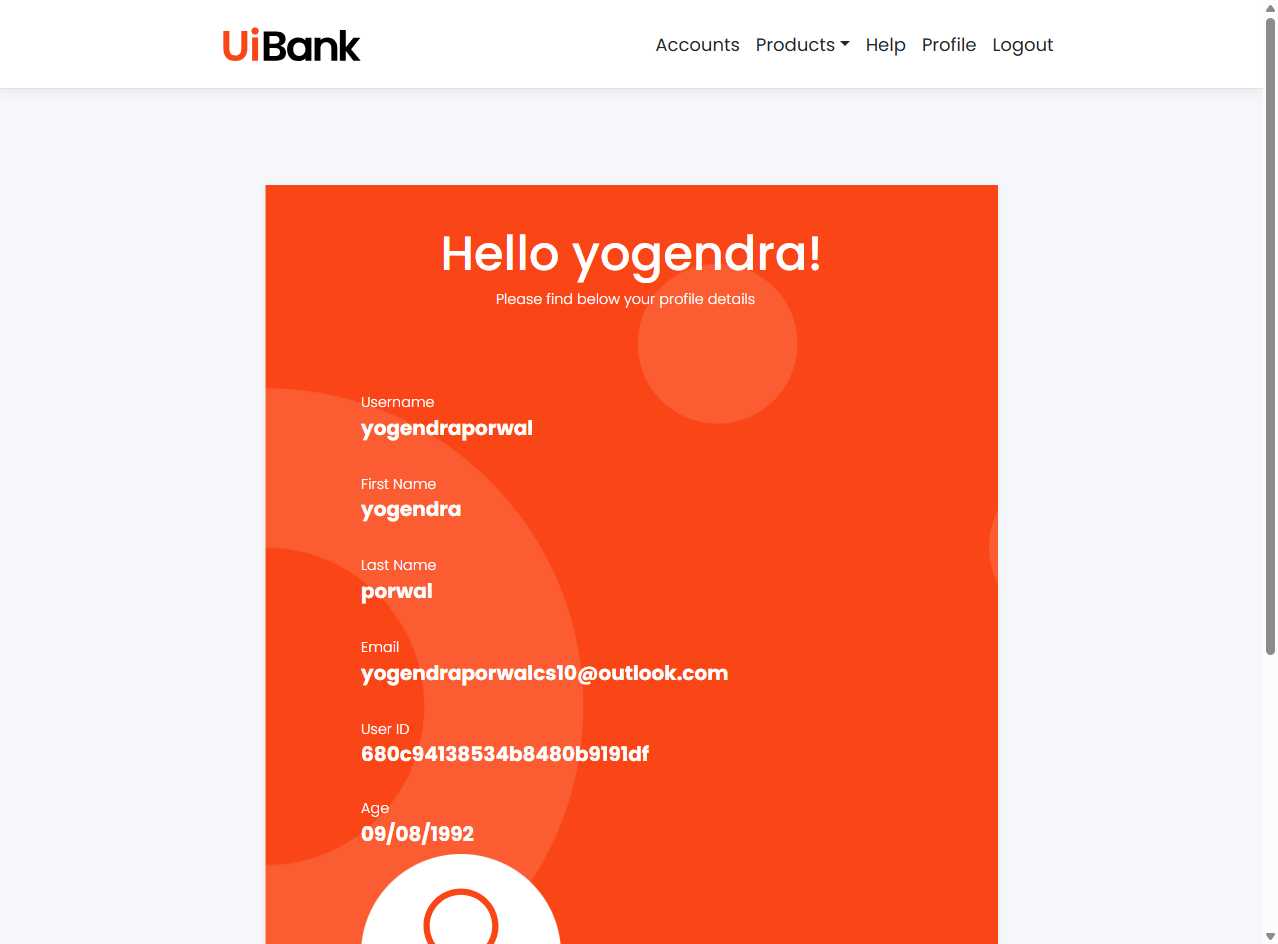 UiBank
Accounts Products Help Profile Logout
Hello yogendra!
Please find below your profile details
Username
yogendraporwal
First Name
yogendra
Last Name
porwal
Email
yogendraporwalcs10@outlook.com
User ID
680c94138534b8480b9191df
Age
09/08/1992